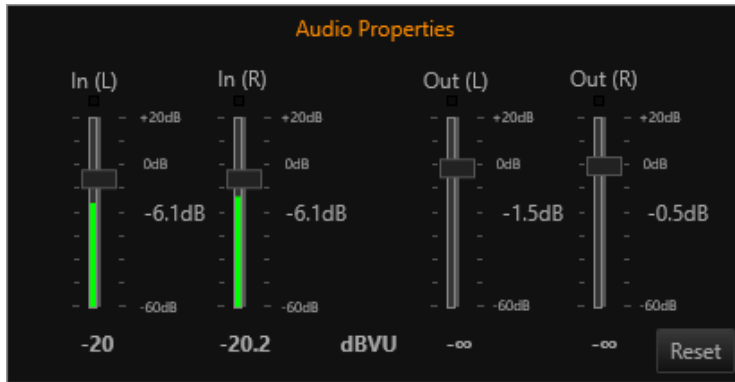 Audio Properties
In (L) In (R) Out (L) Out (R)
+20dB +20dB +20dB +20dB
0dB 0dB 0dB 0dB
-6.1dB -6.1dB -1.5dB -0.5dB
-60dB -60dB -60dB -60dB
-20 -20.2 dBVU -∞ -∞ Reset